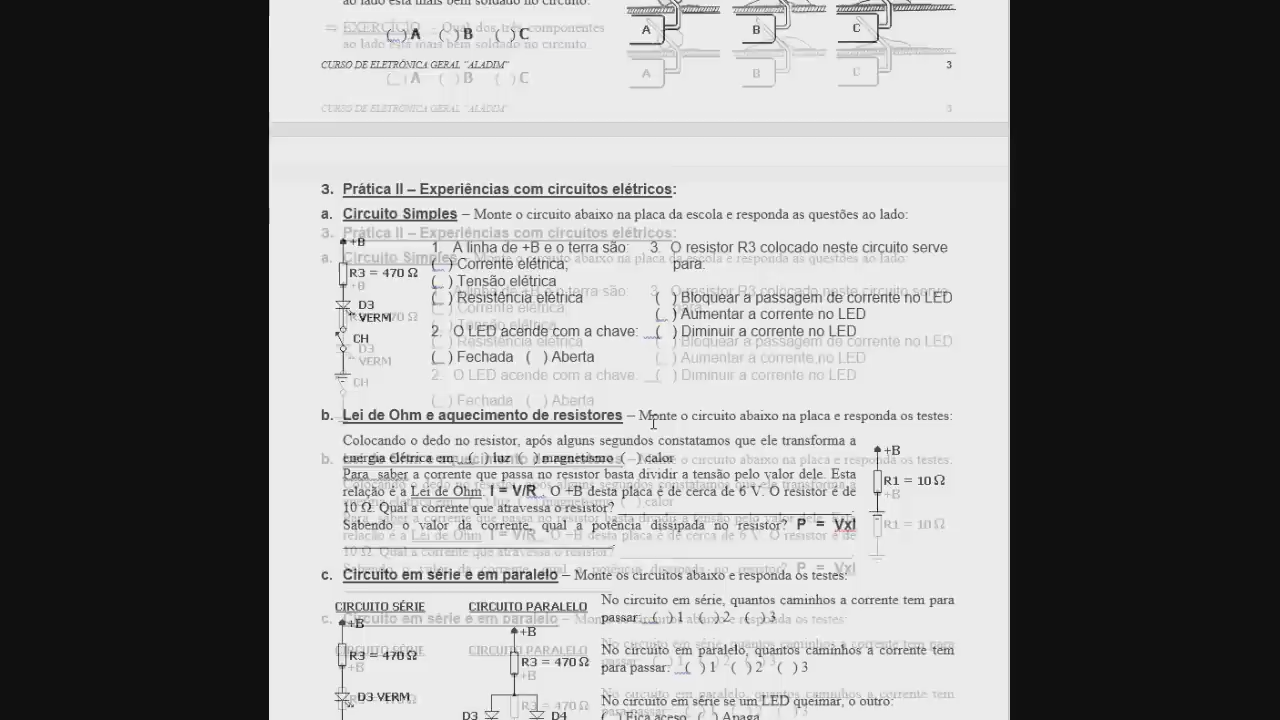 ao lado está mais bem soldado no circuito.
⇒ EXERCÍCIO : Qual dos três componentes
ao lado está mais bem soldado no circuito.
(  ) A (  ) B (  ) C
A B C
CURSO DE ELETRÔNICA GERAL "ALADIM" 3
3. Prática II – Experiências com circuitos elétricos:
a. Circuito Simples – Monte o circuito abaixo na placa da escola e responda as questões ao lado:
+B
R3 = 470 Ω
D3
VERM
CH
1. A linha de +B e o terra são:
(  ) Corrente elétrica;
(  ) Tensão elétrica
(  ) Resistência elétrica
2. O LED acende com a chave:
(  ) Fechada (  ) Aberta
3. O resistor R3 colocado neste circuito serve
para:
(  ) Bloquear a passagem de corrente no LED
(  ) Aumentar a corrente no LED
(  ) Diminuir a corrente no LED
b. Lei de Ohm e aquecimento de resistores – Monte o circuito abaixo na placa e responda os testes:
Colocando o dedo no resistor, após alguns segundos constatamos que ele transforma a
energia elétrica em (  ) luz (  ) magnetismo (  ) calor
Para saber a corrente que passa no resistor basta dividir a tensão pelo valor dele. Esta
relação é a Lei de Ohm. I = V/R . O +B desta placa é de cerca de 6 V. O resistor é de
10 Ω. Qual a corrente que atravessa o resistor?
Sabendo o valor da corrente, qual a potência dissipada no resistor? P = VxI
+B
R1 = 10 Ω
c. Circuito em série e em paralelo – Monte os circuitos abaixo e responda os testes:
CIRCUITO SÉRIE CIRCUITO PARALELO
+B
R3 = 470 Ω
D3 VERM
+B
R3 = 470 Ω
D3 D4
No circuito em série, quantos caminhos a corrente tem para
passar: (  ) 1 (  ) 2 (  ) 3
No circuito em paralelo, quantos caminhos a corrente tem
para passar: (  ) 1 (  ) 2 (  ) 3
No circuito em série se um LED queimar, o outro:
(  ) Fica aceso (  ) Apaga